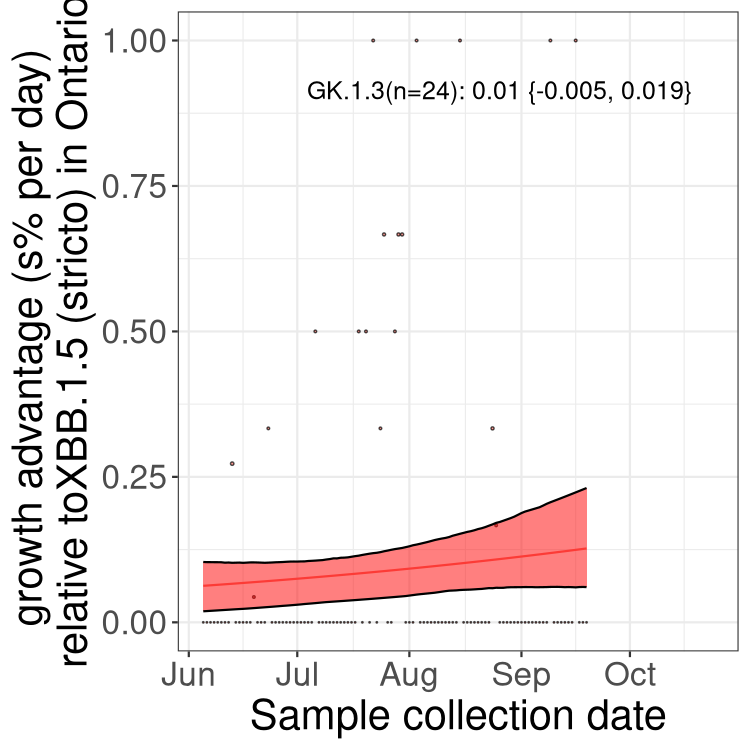 growth advantage (s% per day)
relative toXBB.1.5 (stricto) in Ontario
1.00
0.75
0.50
0.25
0.00
GK.1.3(n=24): 0.01 {-0.005, 0.019}
Jun Jul Aug Sep Oct
Sample collection date